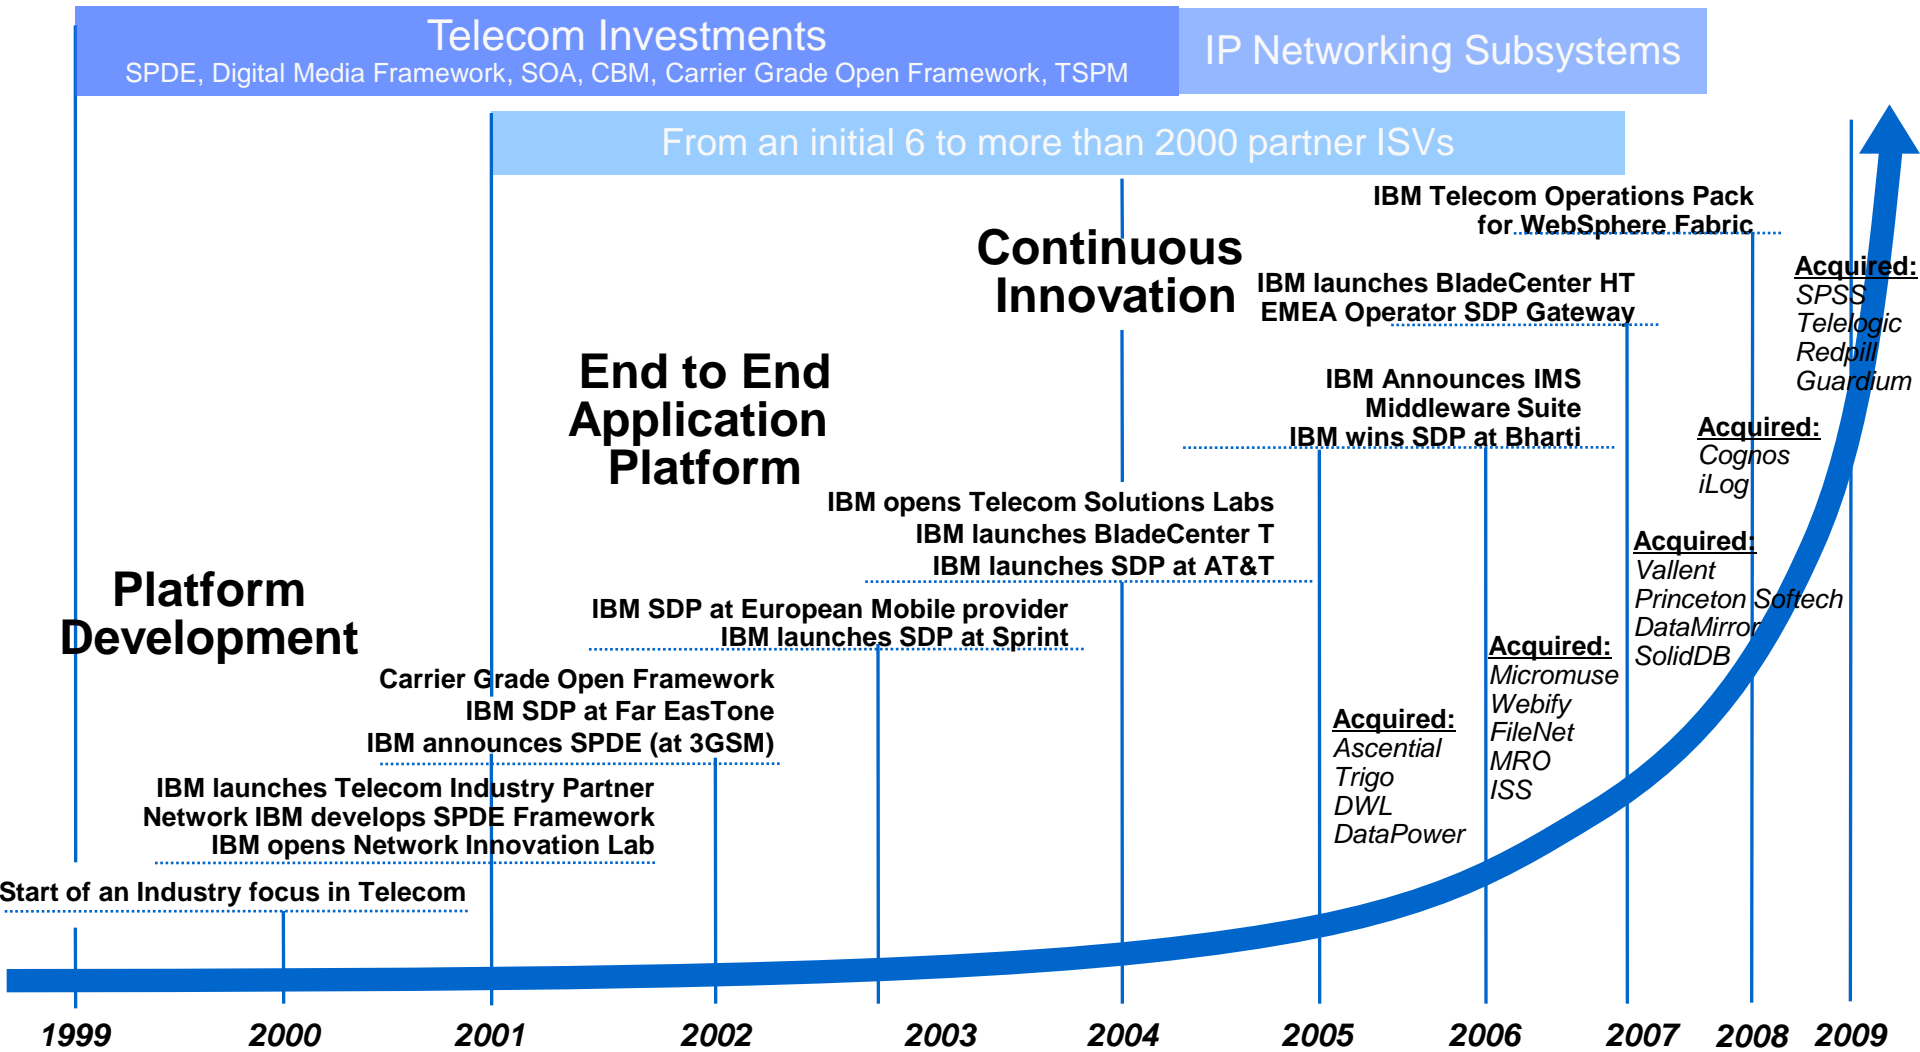 Telecom Investments
SPDE, Digital Media Framework, SOA, CBM, Carrier Grade Open Framework, TSPM
IP Networking Subsystems
From an initial 6 to more than 2000 partner ISVs
IBM Telecom Operations Pack
for WebSphere Fabric
Continuous
Innovation
IBM launches BladeCenter HT
EMEA Operator SDP Gateway
Acquired:
SPSS
Telelogic
Redpill
Guardium
End to End
Application
Platform
IBM Announces IMS
Middleware Suite
IBM wins SDP at Bharti
Acquired:
Cognos
iLog
IBM opens Telecom Solutions Labs
IBM launches BladeCenter T
IBM launches SDP at AT&T
Acquired:
Vallent
Princeton Softech
DataMirror
SolidDB
Platform
Development
IBM SDP at European Mobile provider
IBM launches SDP at Sprint
Acquired:
Micromuse
Webify
FileNet
MRO
ISS
Carrier Grade Open Framework
IBM SDP at Far EasTone
IBM announces SPDE (at 3GSM)
Acquired:
Ascential
Trigo
DWL
DataPower
IBM launches Telecom Industry Partner
Network IBM develops SPDE Framework
IBM opens Network Innovation Lab
Start of an Industry focus in Telecom
1999 2000 2001 2002 2003 2004 2005 2006 2007 2008 2009